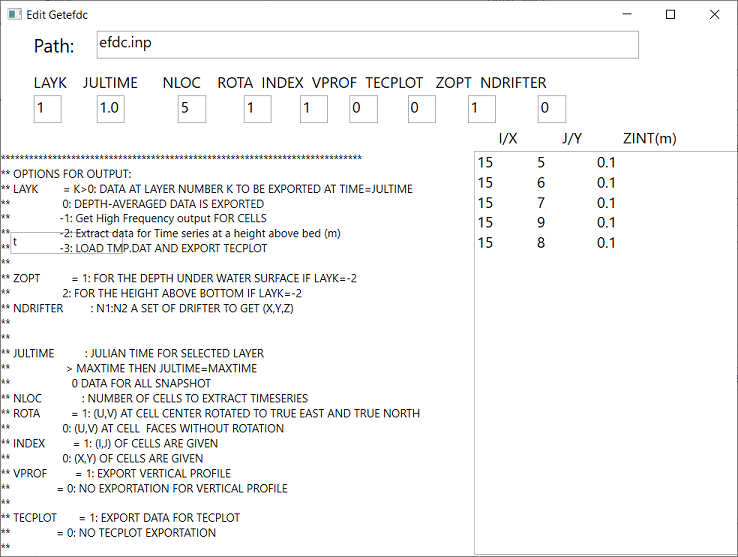 Edit Getefdc
Path: efdc.inp
LAYK JULTIME NLOC ROTA INDEX VPROF TECPLOT ZOPT NDRIFTER
1 1.0 5 1 1 0 0 1 0
I/X J/Y ZINT(m)
15 5 0.1
15 6 0.1
15 7 0.1
15 9 0.1
15 8 0.1
******************************************************************************
** OPTIONS FOR OUTPUT:
** LAYK = K>0: DATA AT LAYER NUMBER K TO BE EXPORTED AT TIME=JULTIME
** 0: DEPTH-AVERAGED DATA IS EXPORTED
** -1: Get High Frequency output FOR CELLS
** -2: Extract data for Time series at a height above bed (m)
t
** -3: LOAD TMP.DAT AND EXPORT TECPLOT
**
** ZOPT = 1: FOR THE DEPTH UNDER WATER SURFACE IF LAYK=-2
** 2: FOR THE HEIGHT ABOVE BOTTOM IF LAYK=-2
** NDRIFTER : N1:N2 A SET OF DRIFTER TO GET (X,Y,Z)
**
**
** JULTIME : JULIAN TIME FOR SELECTED LAYER
** > MAXTIME THEN JULTIME=MAXTIME
** 0 DATA FOR ALL SNAPSHOT
** NLOC : NUMBER OF CELLS TO EXTRACT TIMESERIES
** ROTA = 1: (U,V) AT CELL CENTER ROTATED TO TRUE EAST AND TRUE NORTH
** 0: (U,V) AT CELL FACES WITHOUT ROTATION
** INDEX = 1: (I,J) OF CELLS ARE GIVEN
** 0: (X,Y) OF CELLS ARE GIVEN
** VPROF = 1: EXPORT VERTICAL PROFILE
** = 0: NO EXPORTATION FOR VERTICAL PROFILE
**
** TECPLOT = 1: EXPORT DATA FOR TECPLOT
** = 0: NO TECPLOT EXPORTATION
**